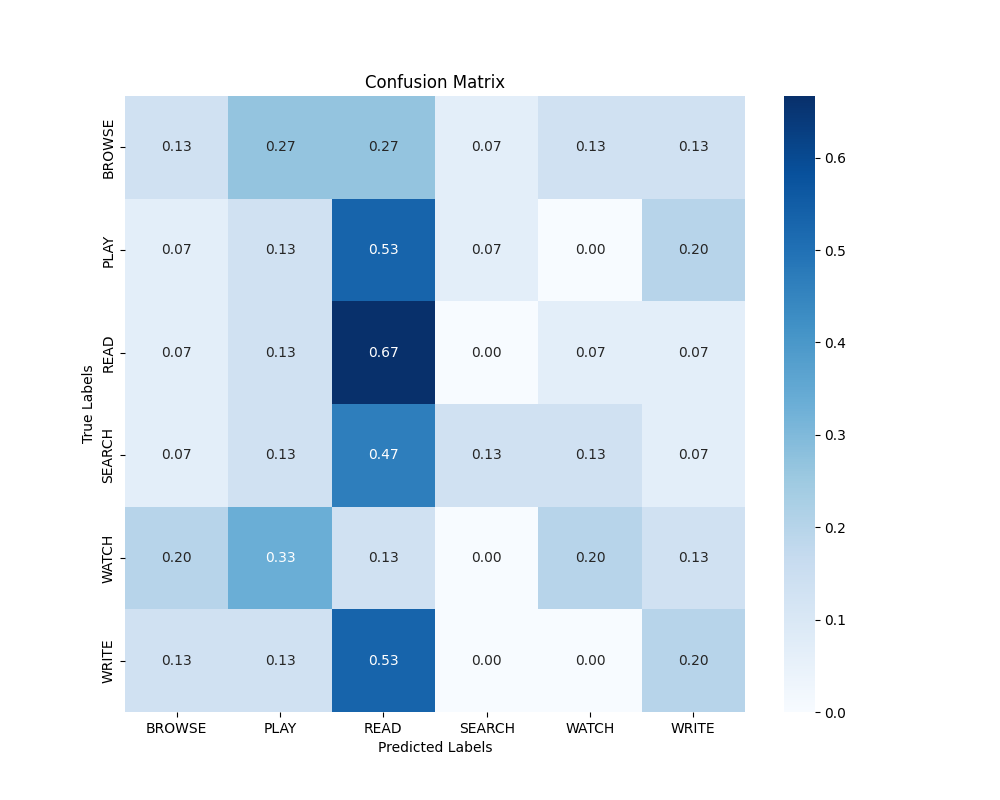 Confusion Matrix
True Labels
BROWSE 0.13 0.27 0.27 0.07 0.13 0.13
PLAY 0.07 0.13 0.53 0.07 0.00 0.20
READ 0.07 0.13 0.67 0.00 0.07 0.07
SEARCH 0.07 0.13 0.47 0.13 0.13 0.07
WATCH 0.20 0.33 0.13 0.00 0.20 0.13
WRITE 0.13 0.13 0.53 0.00 0.00 0.20
BROWSE PLAY READ SEARCH WATCH WRITE
Predicted Labels
0.6
0.5
0.4
0.3
0.2
0.1
0.0